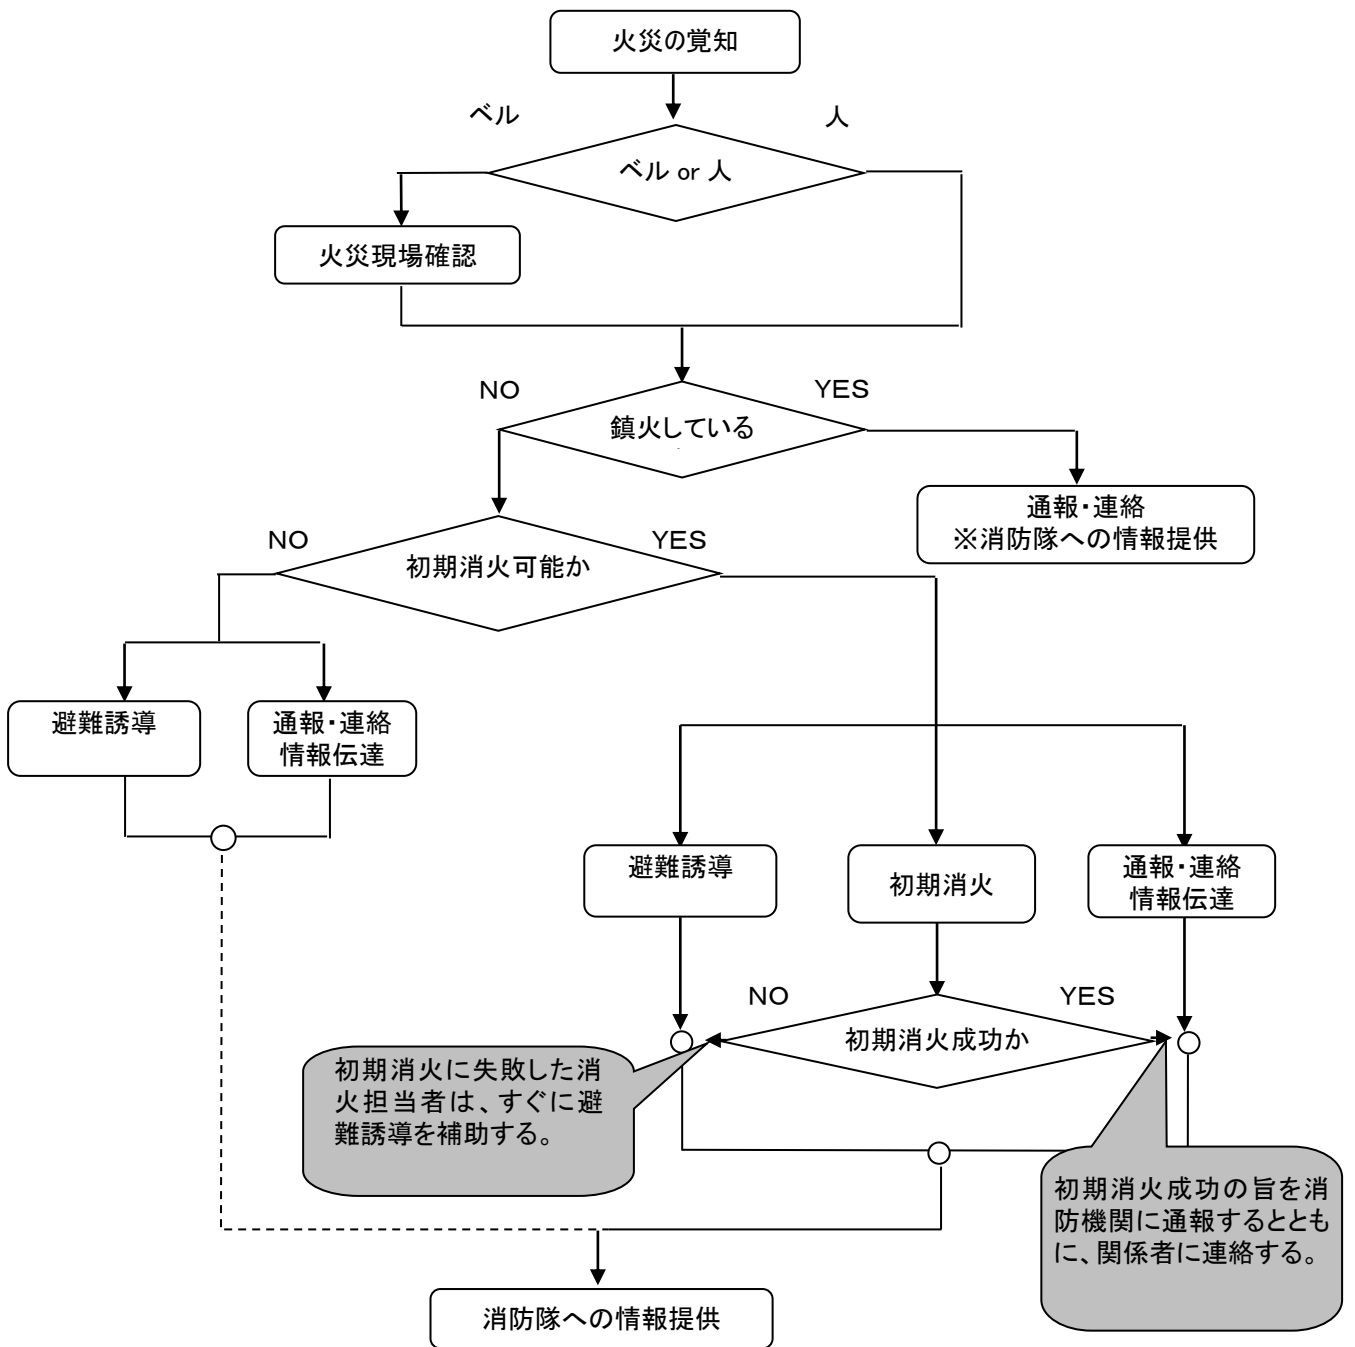 火災の覚知
ベル
人
ベル or 人
火災現場確認
NO
YES
鎮火している
通報・連絡
※消防隊への情報提供
NO
YES
初期消火可能か
避難誘導
通報・連絡
情報伝達
避難誘導
初期消火
通報・連絡
情報伝達
NO
YES
初期消火成功か
初期消火に失敗した消
火担当者は、すぐに避
難誘導を補助する。
初期消火成功の旨を消
防機関に通報するととも
に、関係者に連絡する。
消防隊への情報提供